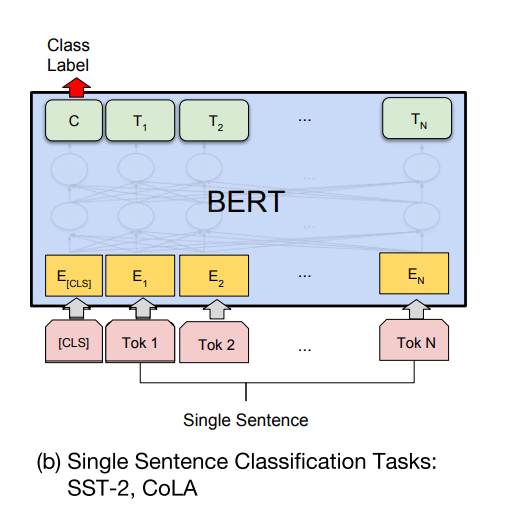 Class
Label
C T1 T2 ... TN
...
BERT
...
E[CLS] E1 E2 ... EN
[CLS] Tok 1 Tok 2 ... Tok N
Single Sentence
(b) Single Sentence Classification Tasks:
SST-2, CoLA